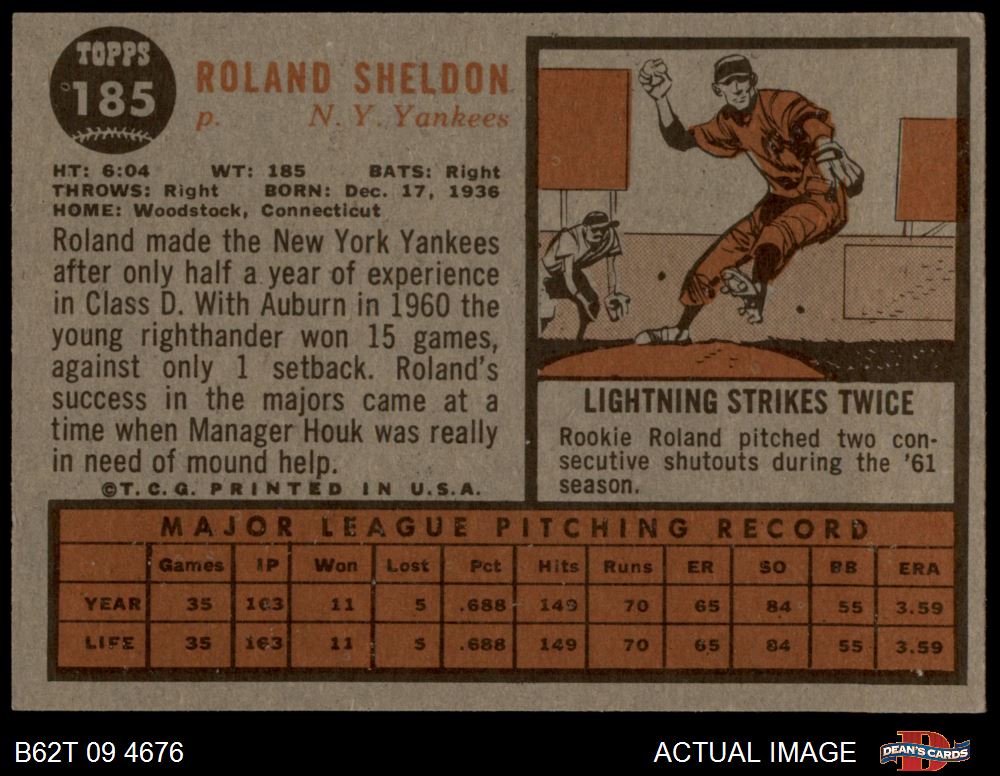 TOPPS
185
ROLAND SHELDON
p. N. Y. Yankees
HT: 6:04 WT: 185 BATS: Right
THROWS: Right BORN: Dec. 17, 1936
HOME: Woodstock, Connecticut
Roland made the New York Yankees
after only half a year of experience
in Class D. With Auburn in 1960 the
young righthander won 15 games,
against only 1 setback. Roland's
success in the majors came at a
time when Manager Houk was really
in need of mound help.
©T.C.G. PRINTED IN U.S.A.
LIGHTNING STRIKES TWICE
Rookie Roland pitched two con-
secutive shutouts during the '61
season.
MAJOR LEAGUE PITCHING RECORD
Games IP Won Lost Pct Hits Runs ER SO BB ERA
YEAR 35 163 11 5 .688 149 70 65 84 55 3.59
LIFE 35 163 11 5 .688 149 70 65 84 55 3.59
B62T 09 4676
ACTUAL IMAGE
D
DEAN'S CARDS